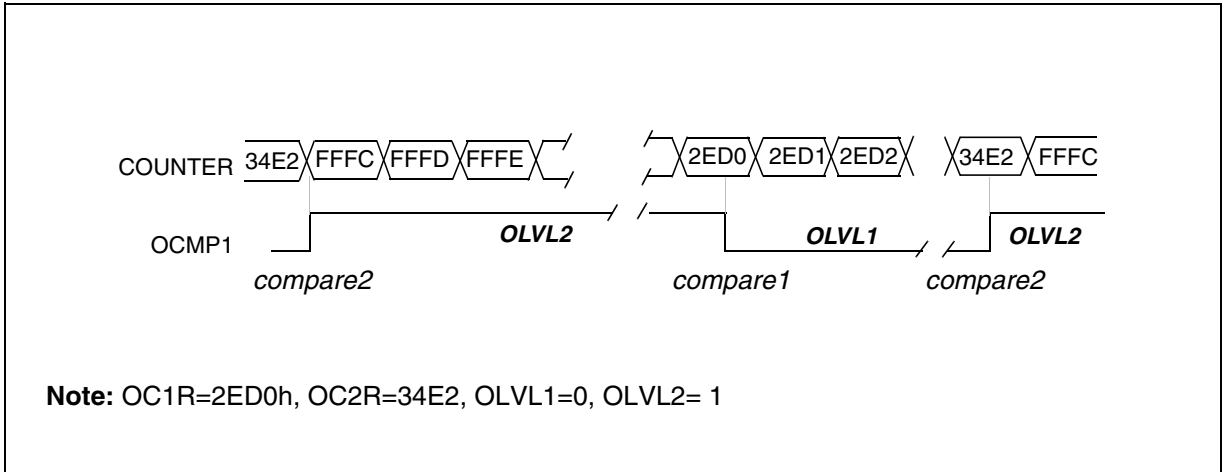 COUNTER 34E2 FFFC FFFD FFFE 2ED0 2ED1 2ED2 34E2 FFFC
OCMP1 OLVL2 OLVL1 OLVL2
compare2 compare1 compare2
Note: OC1R=2ED0h, OC2R=34E2, OLVL1=0, OLVL2= 1